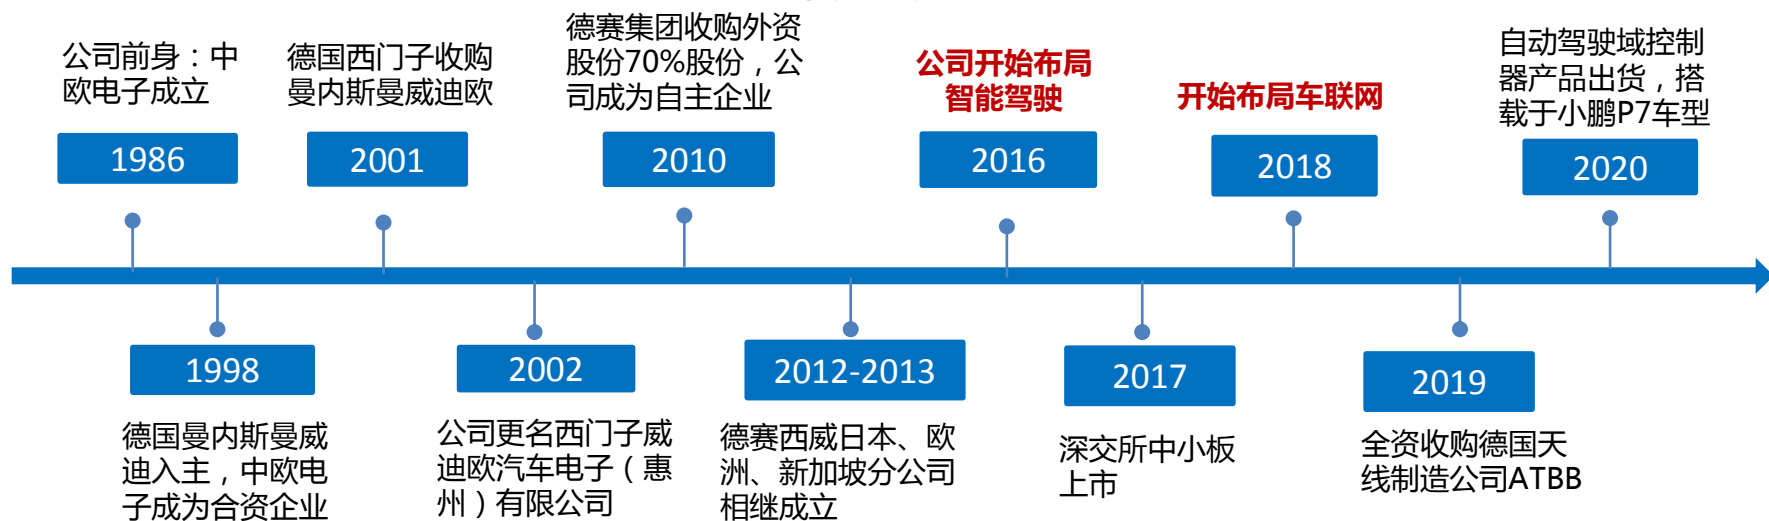 公司前身：中
欧电子成立
1986
德国西门子收购
曼内斯曼威迪欧
2001
德赛集团收购外资
股份70%股份，公
司成为自主企业
2010
公司开始布局
智能驾驶
2016
开始布局车联网
2018
自动驾驶域控制
器产品出货，搭
载于小鹏P7车型
2020
1998
德国曼内斯曼威
迪入主，中欧电
子成为合资企业
2002
公司更名西门子威
迪欧汽车电子（惠
州）有限公司
2012-2013
德赛西威日本、欧
洲、新加坡分公司
相继成立
2017
深交所中小板
上市
2019
全资收购德国天
线制造公司ATBB